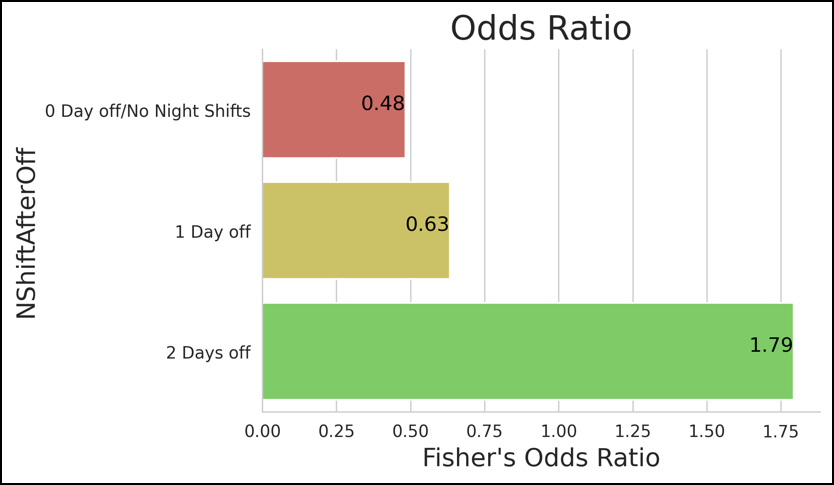 Odds Ratio
NShiftAfterOff
0 Day off/No Night Shifts
0.48
1 Day off
0.63
2 Days off
1.79
0.00 0.25 0.50 0.75 1.00 1.25 1.50 1.75
Fisher's Odds Ratio